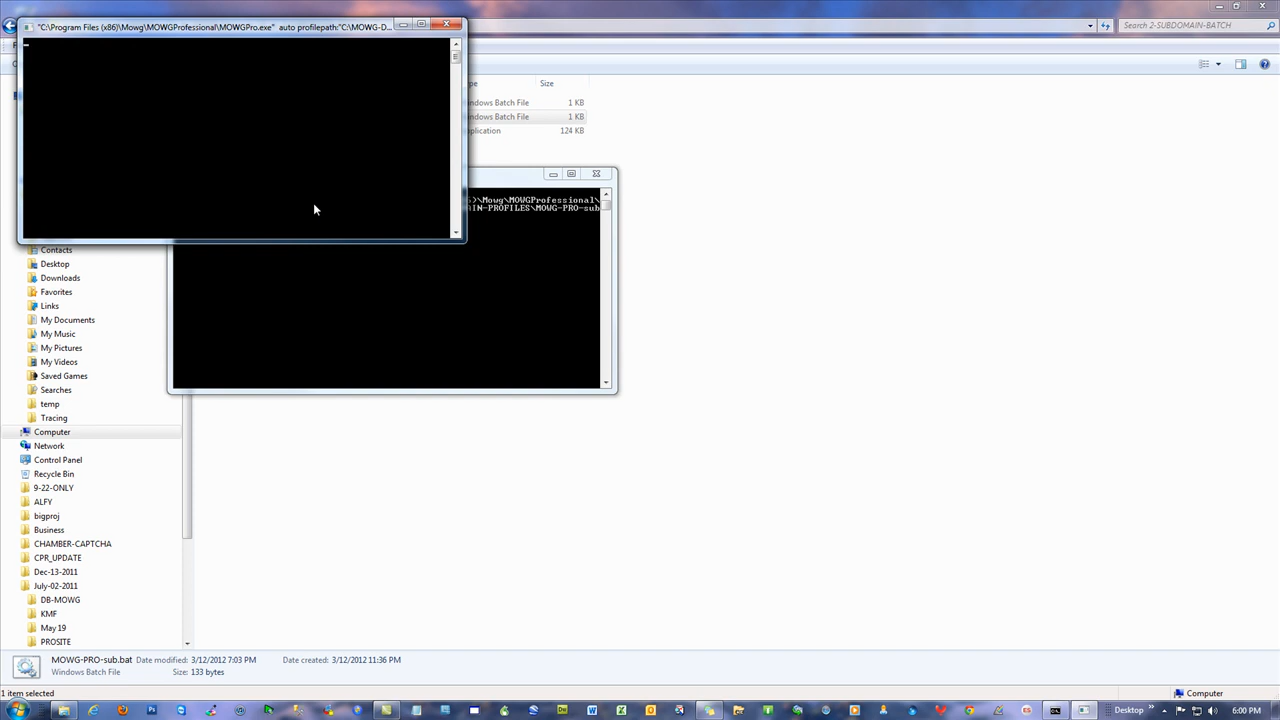 "C:\Program Files (x86)\Mowg\MOWGProfessional\MOWGPro.exe" auto profilepath:"C:\MOWG-D...
Search 2-SUBDOMAIN-BATCH
ype
Size
ndows Batch File
1 KB
ndows Batch File
1 KB
plication
124 KB
>\Mowg\MOWGProfessional\
IN-PROFILES\MOWG-PRO-sub
Contacts
Desktop
Downloads
Favorites
Links
My Documents
My Music
My Pictures
My Videos
Saved Games
Searches
temp
Tracing
Computer
Network
Control Panel
Recycle Bin
9-22-ONLY
ALFY
bigproj
Business
CHAMBER-CAPTCHA
CPR_UPDATE
Dec-13-2011
July-02-2011
DB-MOWG
KMF
May 19
PROSITE
MOWG-PRO-sub.bat Date modified: 3/12/2012 7:03 PM Date created: 3/12/2012 11:36 PM
Windows Batch File Size: 133 bytes
1 item selected
Computer
Desktop
6:00 PM